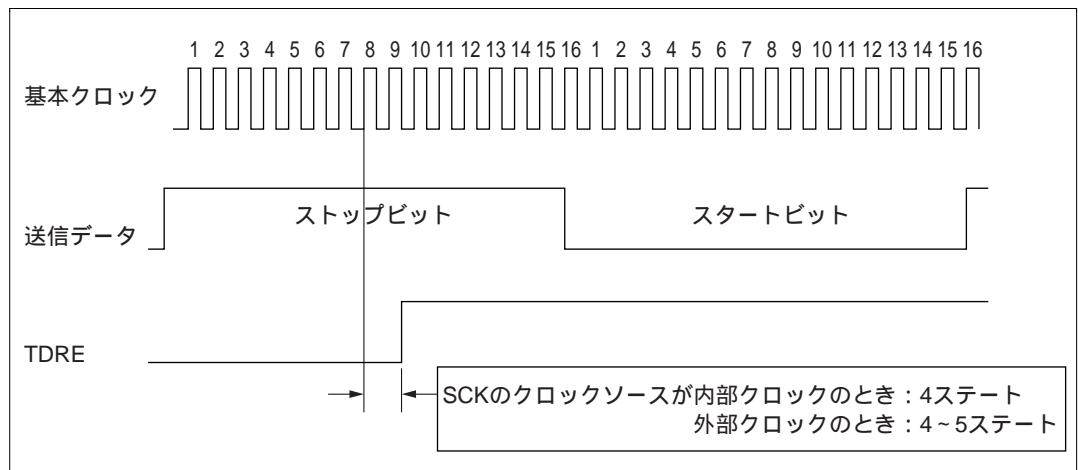 1 2 3 4 5 6 7 8 9 10 11 12 13 14 15 16 1 2 3 4 5 6 7 8 9 10 11 12 13 14 15 16
基本クロック
ストップビット スタートビット
送信データ
TDRE
SCKのクロックソースが内部クロックのとき：4ステート
外部クロックのとき：4～5ステート